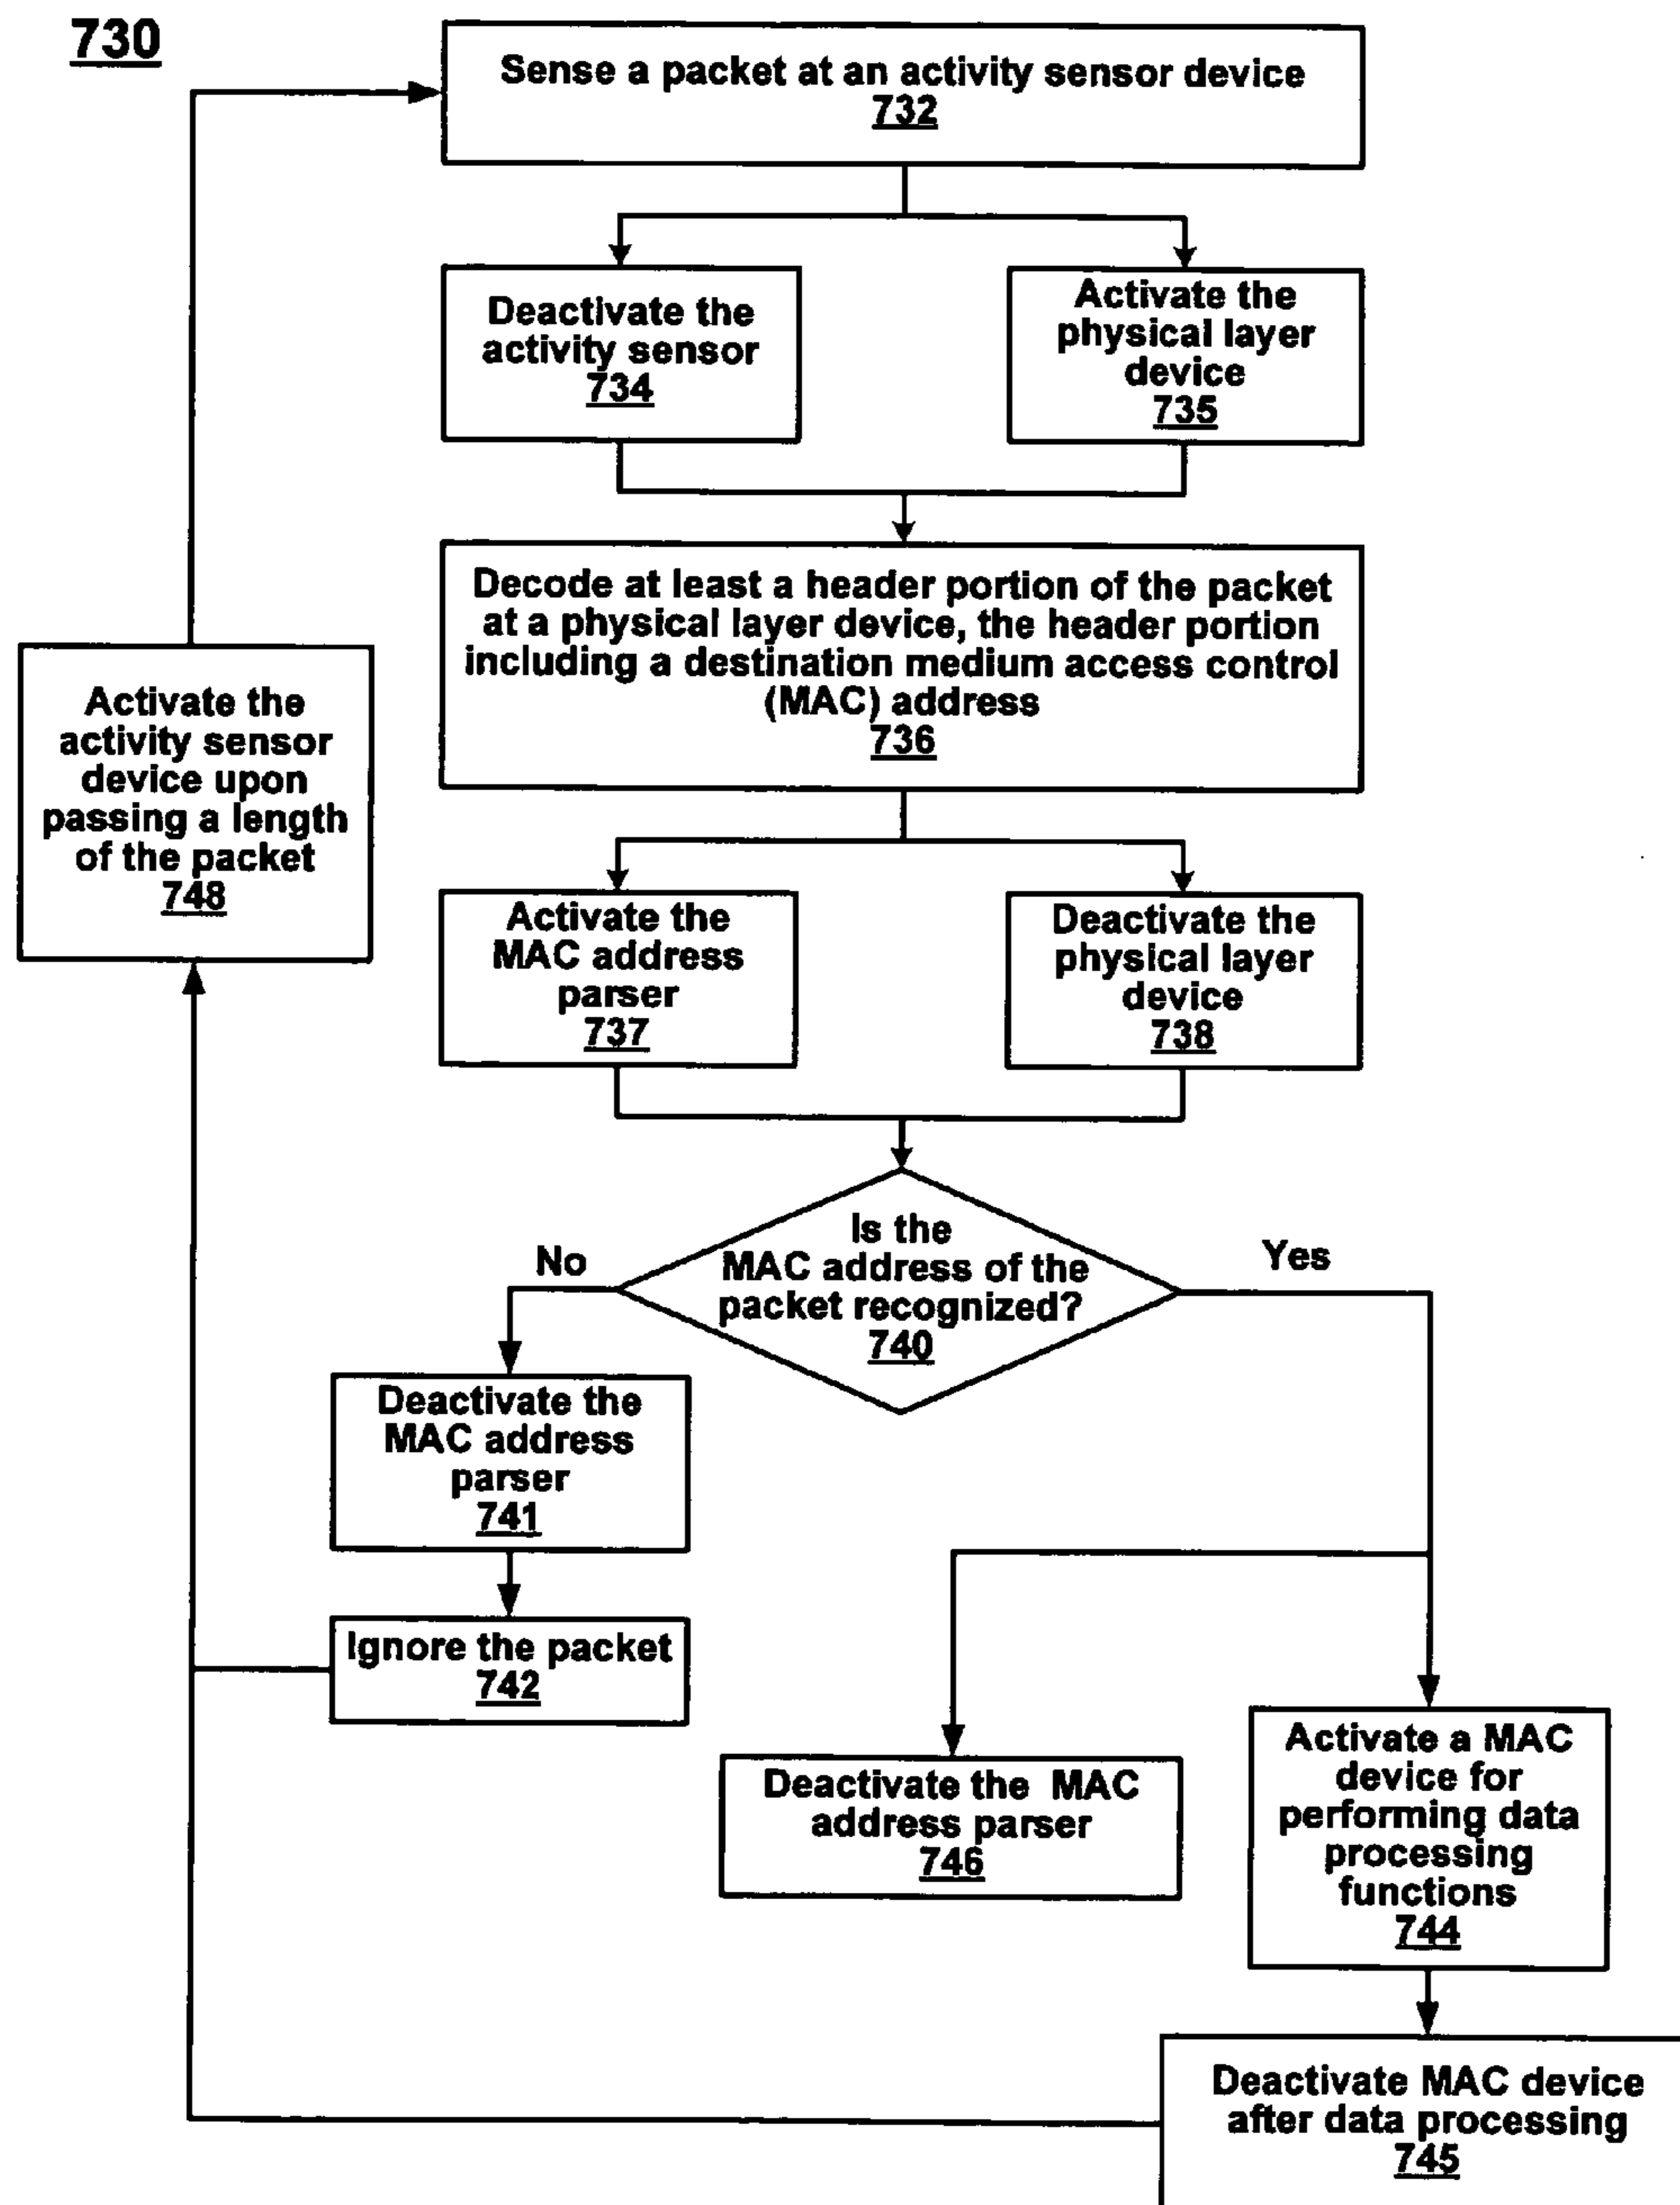 730
Sense a packet at an activity sensor device
732
Deactivate the
activity sensor
734
Activate the
physical layer
device
735
Decode at least a header portion of the packet
at a physical layer device, the header portion
including a destination medium access control
(MAC) address
736
Activate the
activity sensor
device upon
passing a length
of the packet
748
Activate the
MAC address
parser
737
Deactivate the
physical layer
device
738
Is the
MAC address of the
packet recognized?
740
No
Yes
Deactivate the
MAC address
parser
741
Ignore the packet
742
Deactivate the MAC
address parser
746
Activate a MAC
device for
performing data
processing
functions
744
Deactivate MAC device
after data processing
745